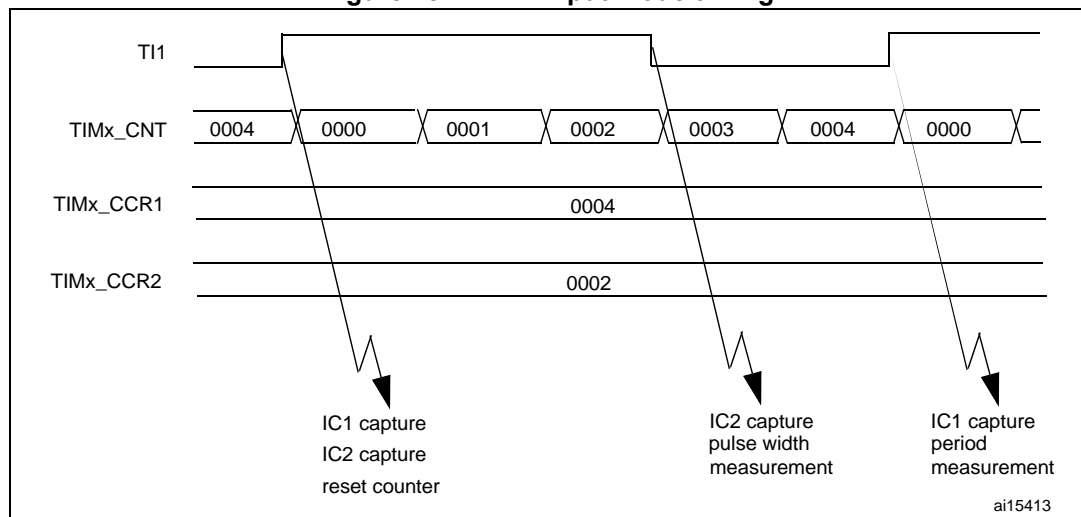 TI1
TIMx_CNT 0004 0000 0001 0002 0003 0004 0000
TIMx_CCR1 0004
TIMx_CCR2 0002
IC1 capture
IC2 capture
reset counter
IC2 capture
pulse width
measurement
IC1 capture
period
measurement
ai15413